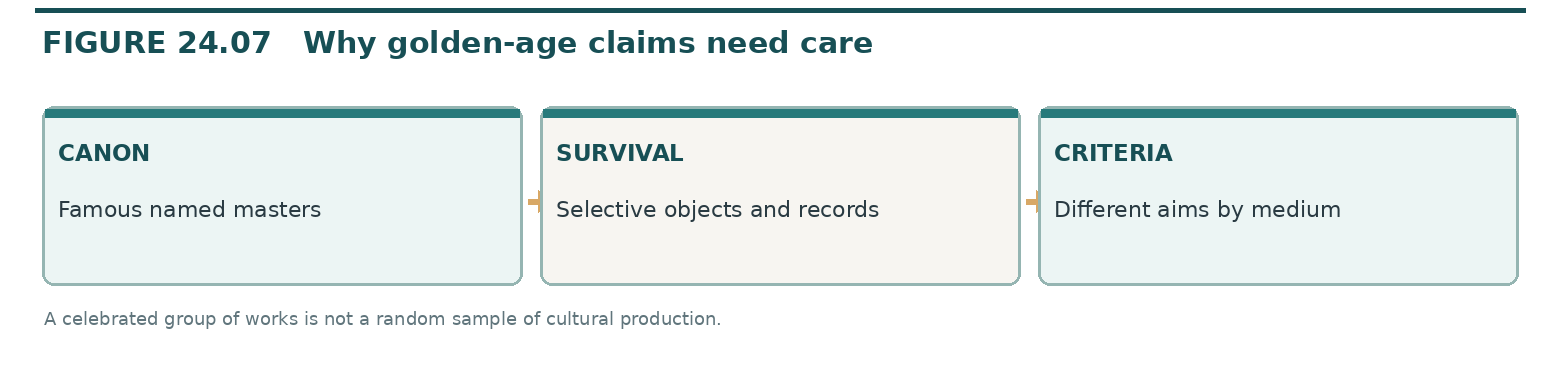 FIGURE 24.07 Why golden-age claims need care
CANON
Famous named masters
SURVIVAL
Selective objects and records
CRITERIA
Different aims by medium
A celebrated group of works is not a random sample of cultural production.